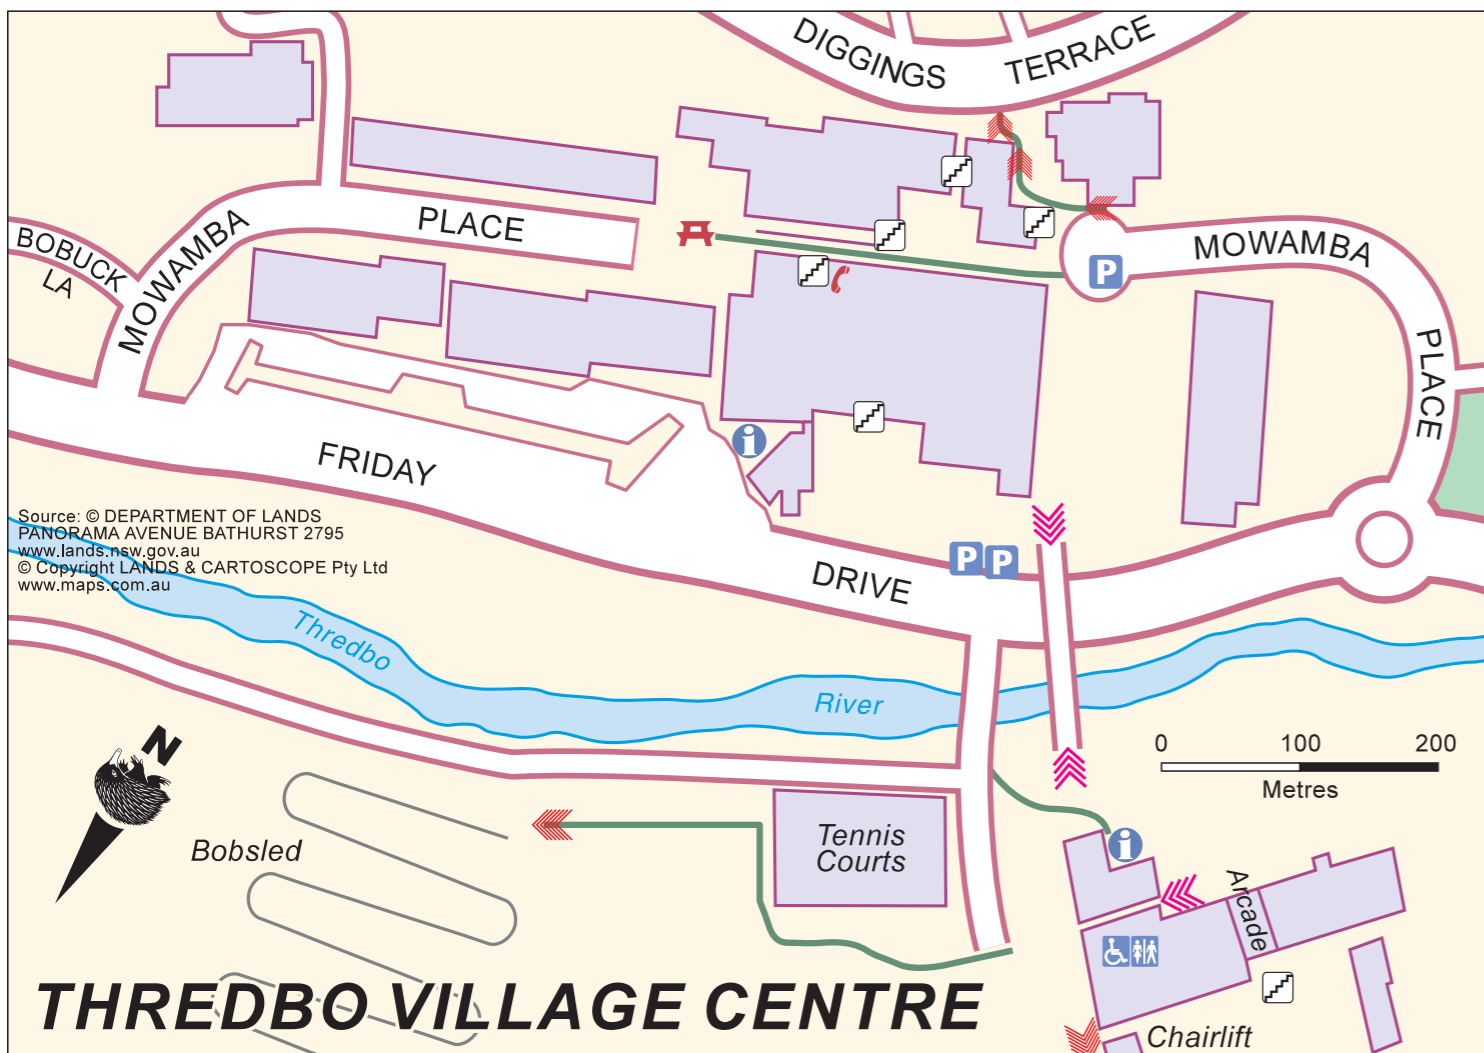 DIGGINGS TERRACE
PLACE
MOWAMBA
BOBUCK
LA
MOWAMBA
P
PLACE
i
FRIDAY
Source: © DEPARTMENT OF LANDS
PANORAMA AVENUE BATHURST 2795
www.lands.nsw.gov.au
© Copyright LANDS & CARTOSCOPE Pty Ltd
www.maps.com.au
P P
DRIVE
Thredbo
River
N
0 100 200
Metres
Bobsled
Tennis
Courts
i
Arcade
THREDBO VILLAGE CENTRE
Chairlift